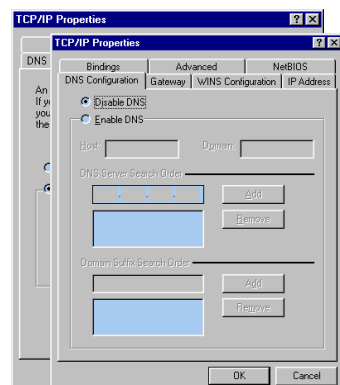 TCP/IP Properties
DNS
An
If yo
you
the
TCP/IP Properties
Bindings Advanced NetBIOS
DNS Configuration Gateway WINS Configuration IP Address
Disable DNS
Enable DNS
Host: Domain:
DNS Server Search Order
Add
Remove
Domain Suffix Search Order
Add
Remove
OK Cancel